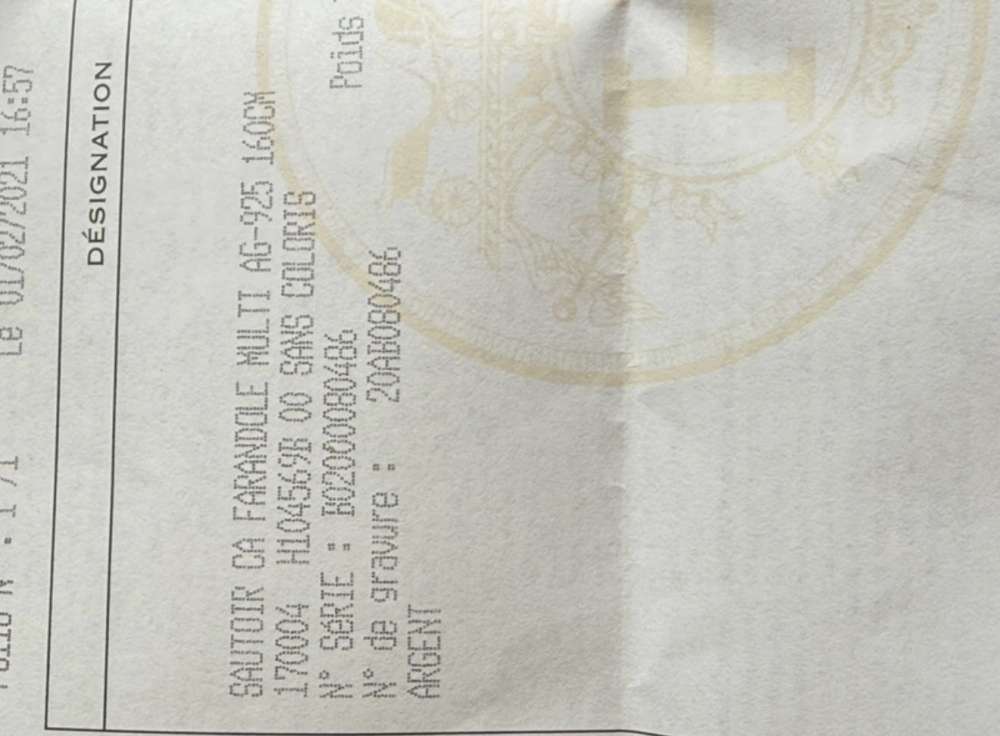 Le 01/02/2021 16:57
DÉSIGNATION
SAUTOIR CA FARANDOLE MULTI AG-925 160CM
170004 H104569B 00 SANS COLORIS
N° SéRIE : B0200080486 Poids
N° de gravure : 20AB080486
ARGENT